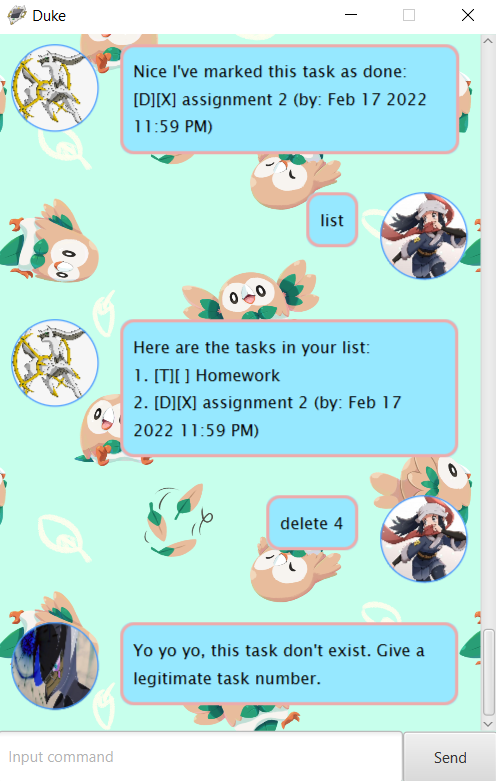 Duke
Nice I've marked this task as done:
[D][X] assignment 2 (by: Feb 17 2022
11:59 PM)
list
Here are the tasks in your list:
1. [T][ ] Homework
2. [D][X] assignment 2 (by: Feb 17
2022 11:59 PM)
delete 4
Yo yo yo, this task don't exist. Give a
legitimate task number.
Input command
Send